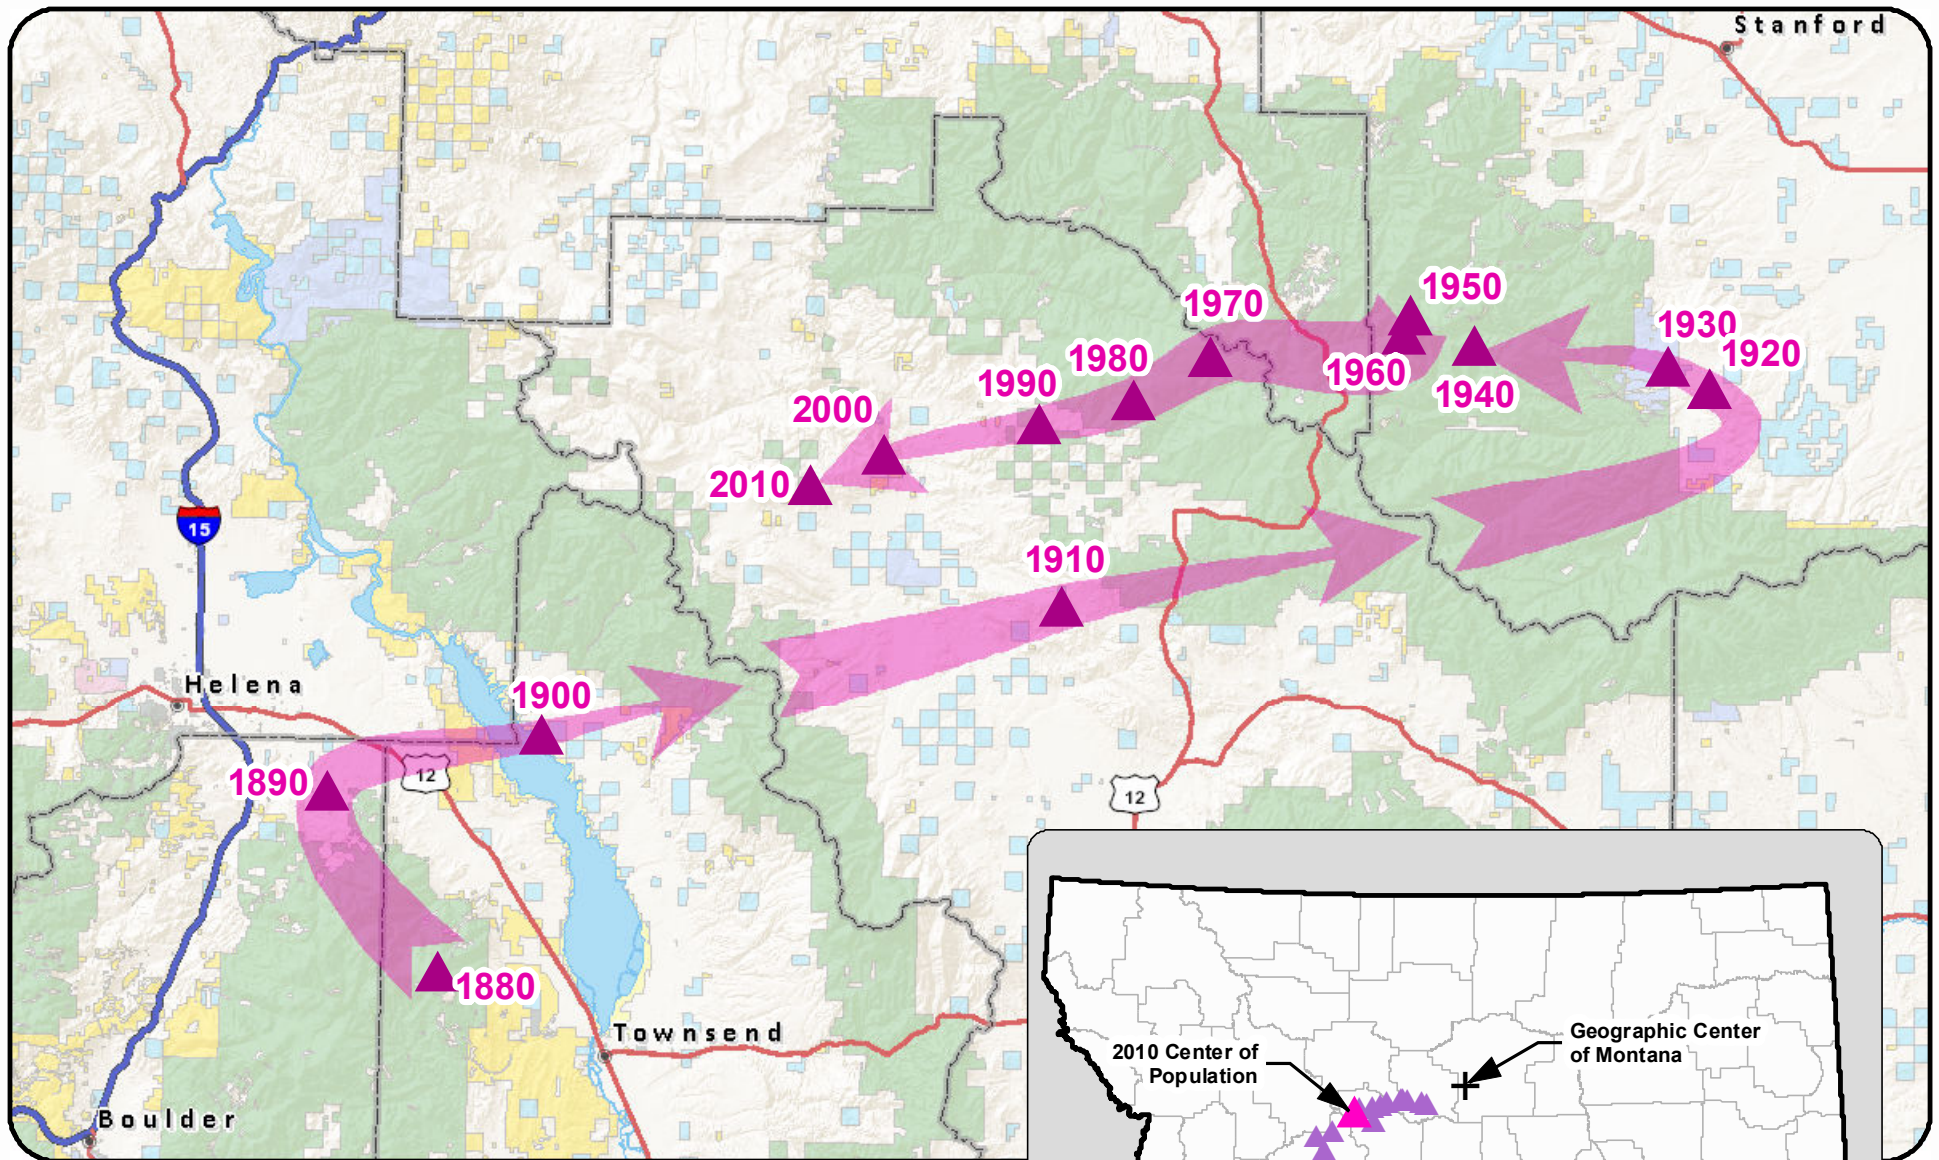 Stanford
1950
1970
1930
1920
1980
1960
1990
1940
2000
2010
15
1910
Helena
1900
12
1890
12
1880
Townsend
Geographic Center
of Montana
2010 Center of
Population
Boulder